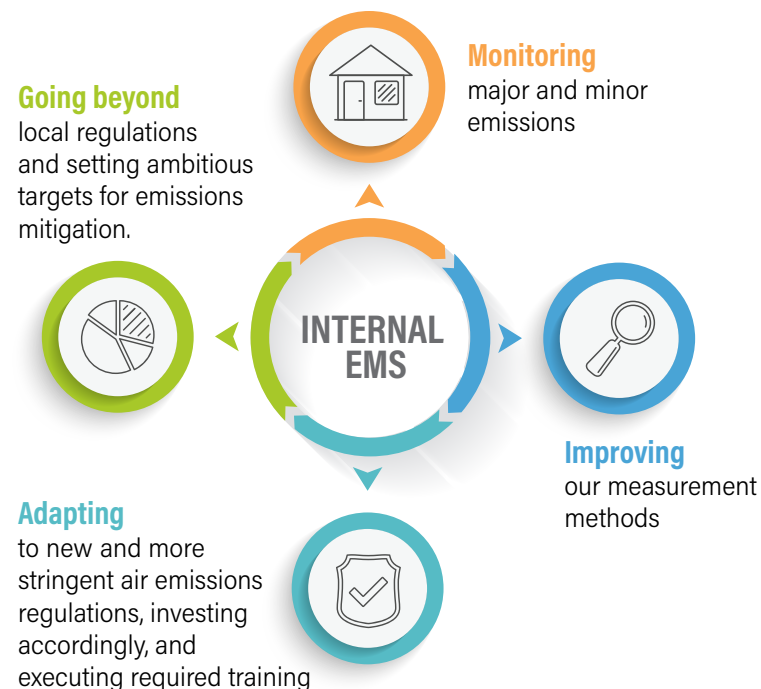 Monitoring
major and minor
emissions
Going beyond
local regulations
and setting ambitious
targets for emissions
mitigation.
INTERNAL
EMS
Improving
our measurement
methods
Adapting
to new and more
stringent air emissions
regulations, investing
accordingly, and
executing required training